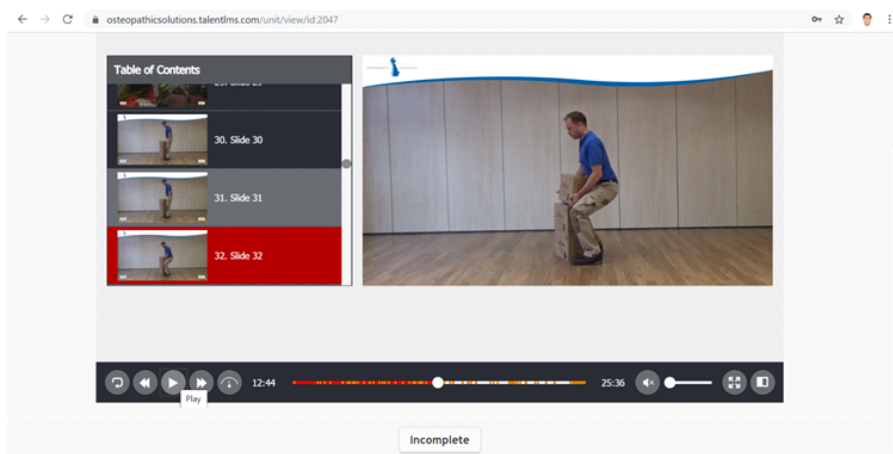 osteopathicsolutions.talentlms.com/unit/view/id:2047
Table of Contents
30. Slide 30
31. Slide 31
32. Slide 32
12:44
25:36
Play
Incomplete